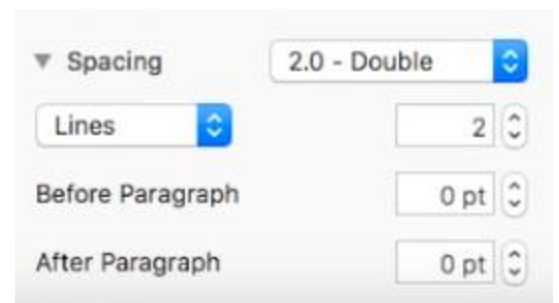 Spacing 2.0 - Double
Lines 2
Before Paragraph 0 pt
After Paragraph 0 pt